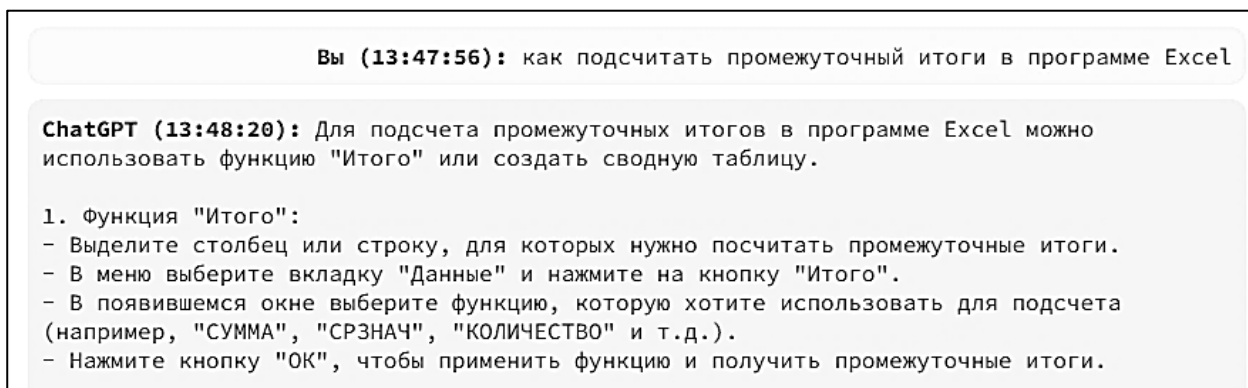 Вы (13:47:56): как подсчитать промежуточный итоги в программе Excel
ChatGPT (13:48:20): Для подсчета промежуточных итогов в программе Excel можно
использовать функцию "Итого" или создать сводную таблицу.
1. Функция "Итого":
- Выделите столбец или строку, для которых нужно посчитать промежуточные итоги.
- В меню выберите вкладку "Данные" и нажмите на кнопку "Итого".
- В появившемся окне выберите функцию, которую хотите использовать для подсчета
(например, "СУММА", "СРЗНАЧ", "КОЛИЧЕСТВО" и т.д.).
- Нажмите кнопку "ОК", чтобы применить функцию и получить промежуточные итоги.